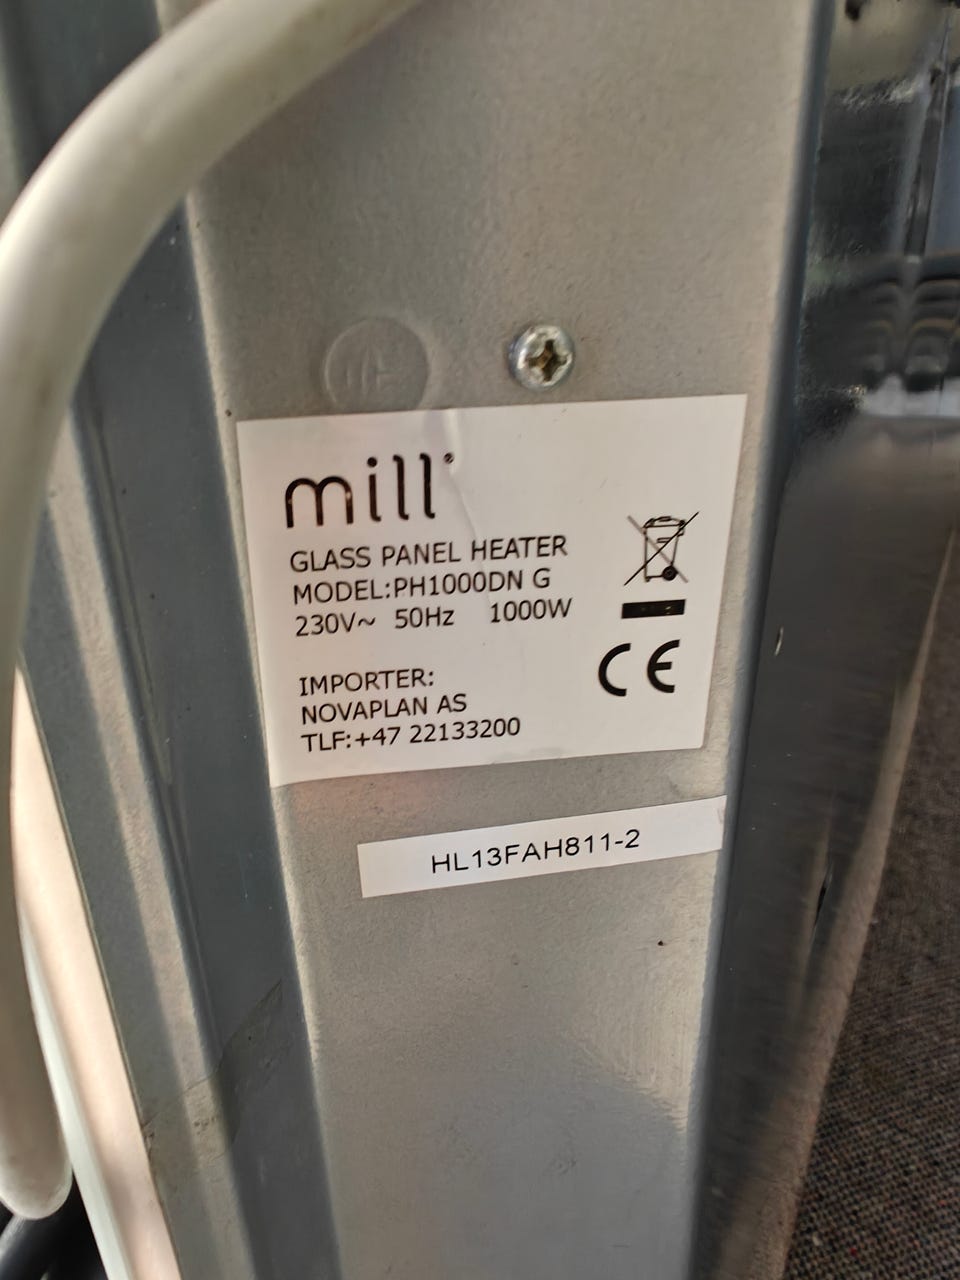 mill
GLASS PANEL HEATER
MODEL:PH1000DN G
230V~ 50Hz 1000W
CE
IMPORTER:
NOVAPLAN AS
TLF:+47 22133200
HL13FAH811-2